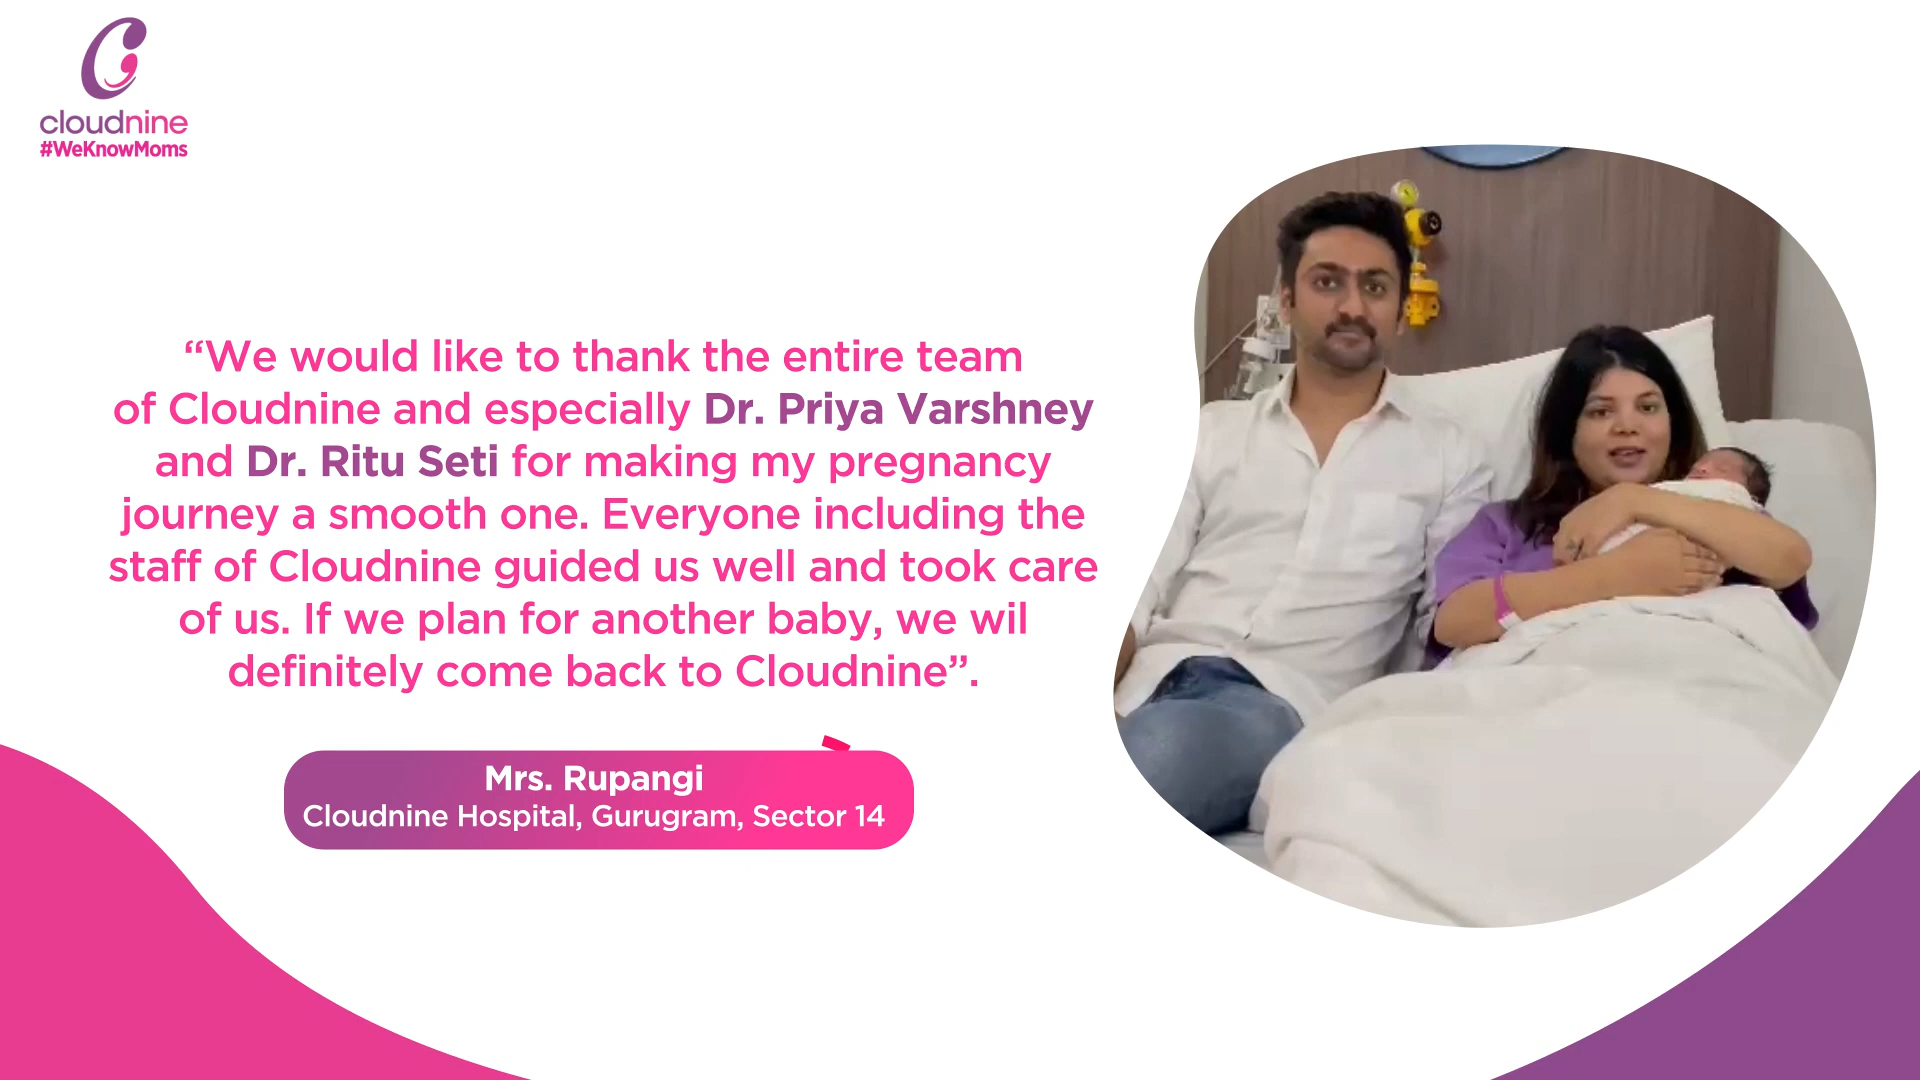 cloudnine
#WeKnowMoms
“We would like to thank the entire team
of Cloudnine and especially Dr. Priya Varshney
and Dr. Ritu Seti for making my pregnancy
journey a smooth one. Everyone including the
staff of Cloudnine guided us well and took care
of us. If we plan for another baby, we wil
definitely come back to Cloudnine”.
Mrs. Rupangi
Cloudnine Hospital, Gurugram, Sector 14